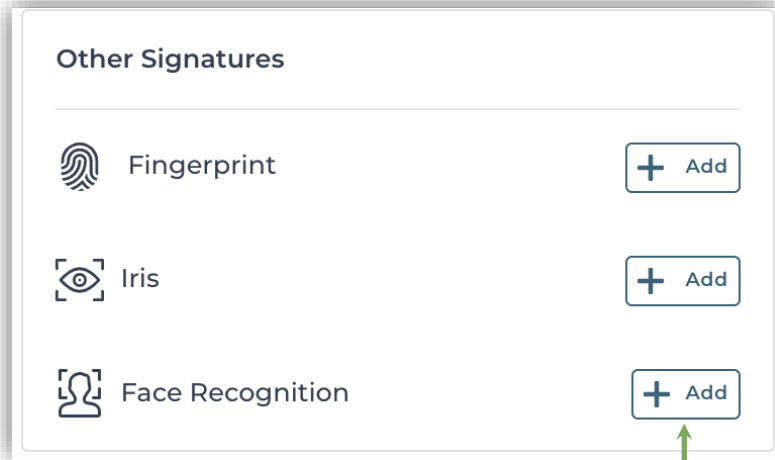 Other Signatures
Fingerprint + Add
Iris + Add
Face Recognition + Add